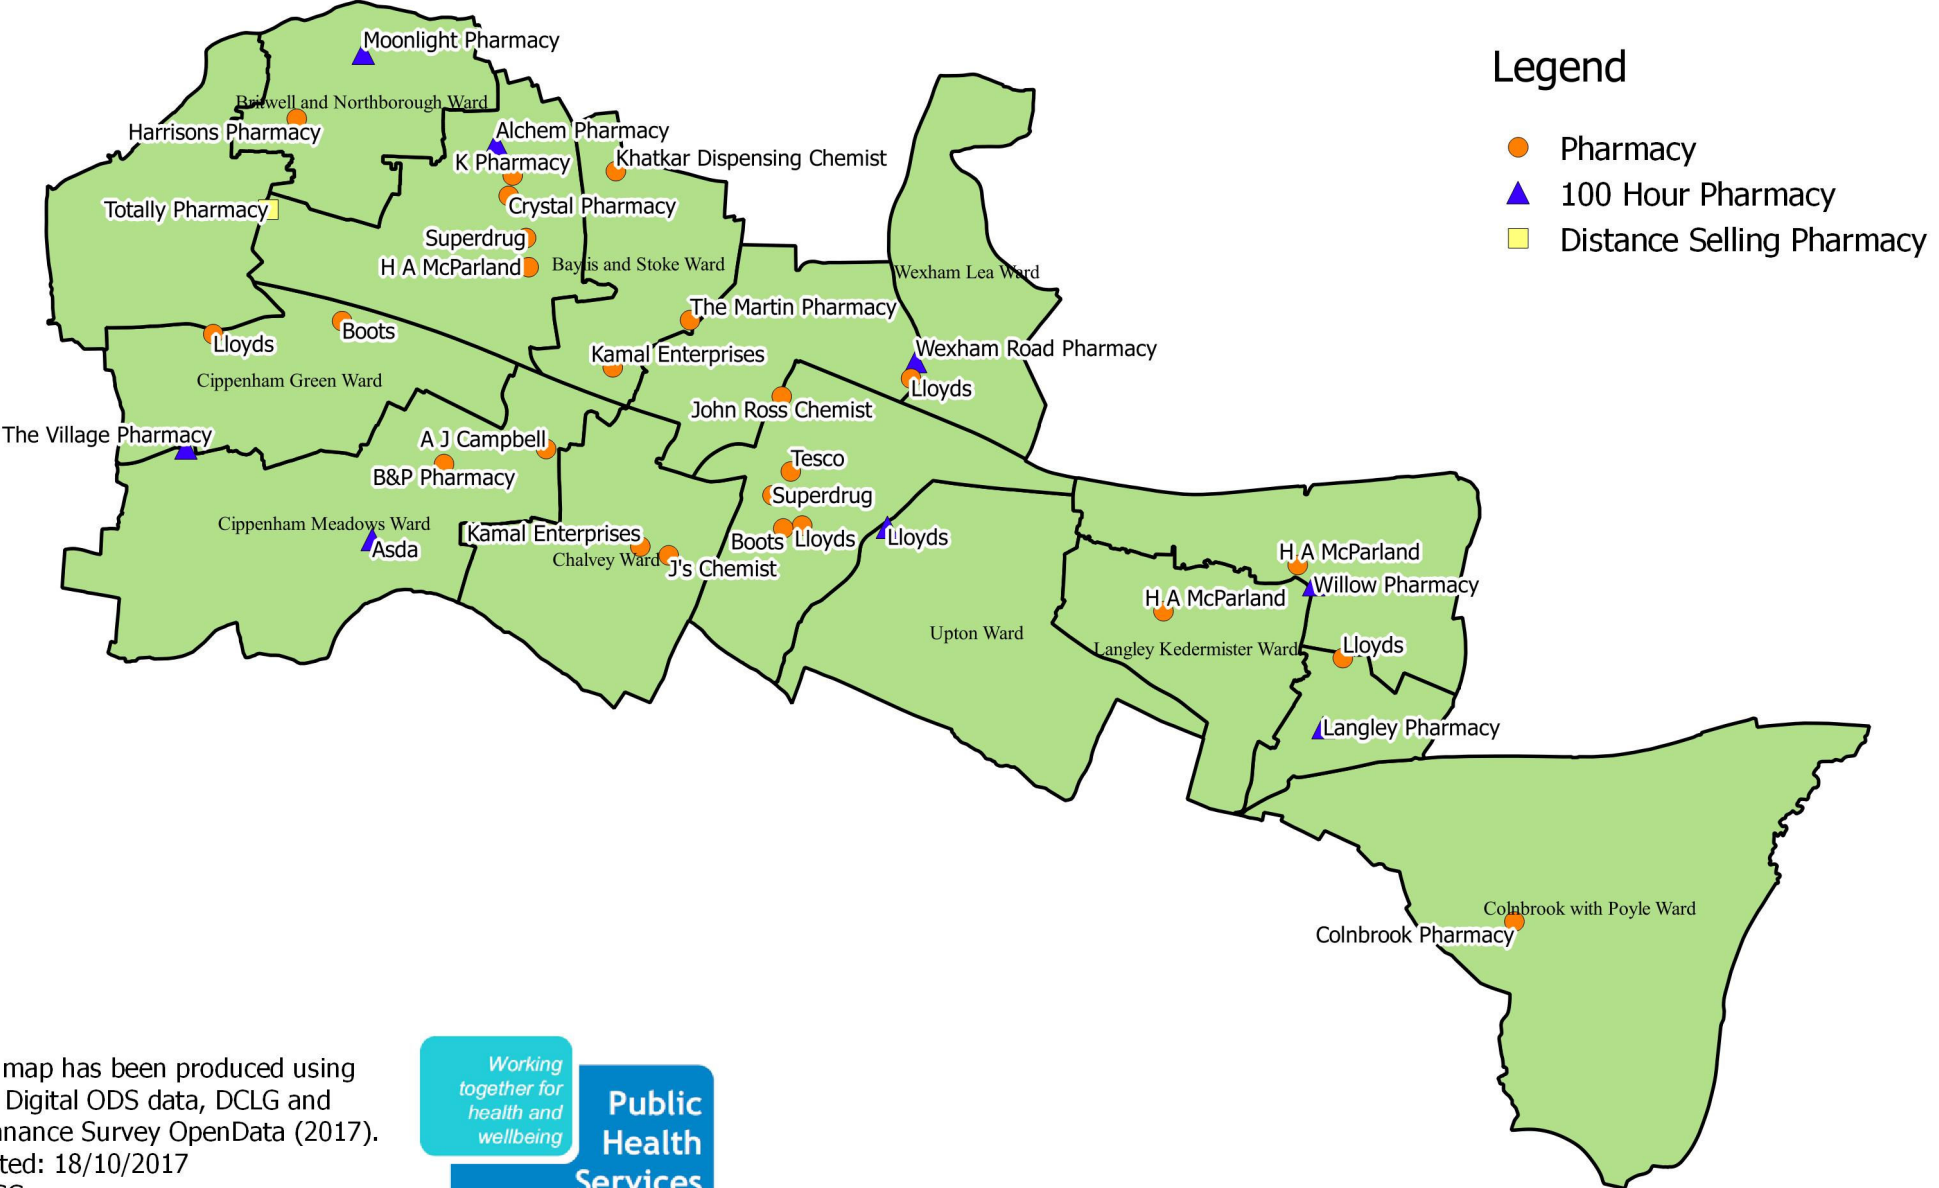 Moonlight Pharmacy
Britwell and Northborough Ward
Harrisons Pharmacy
Alchem Pharmacy
K Pharmacy
Khatkar Dispensing Chemist
Totally Pharmacy
Crystal Pharmacy
Superdrug
H A McParland
Baylis and Stoke Ward
Wexham Lea Ward
The Martin Pharmacy
Lloyds
Boots
Kamal Enterprises
Wexham Road Pharmacy
Lloyds
Cippenham Green Ward
John Ross Chemist
The Village Pharmacy
A J Campbell
B&P Pharmacy
Tesco
Superdrug
Cippenham Meadows Ward
Asda
Kamal Enterprises
Chalvey Ward
J's Chemist
Boots
Lloyds
Lloyds
H A McParland
Willow Pharmacy
H A McParland
Upton Ward
Langley Kedermister Ward
Lloyds
Langley Pharmacy
Colnbrook with Poyle Ward
Colnbrook Pharmacy
Legend
Pharmacy
100 Hour Pharmacy
Distance Selling Pharmacy
map has been produced using
Digital ODS data, DCLG and
nance Survey OpenData (2017).
ted: 18/10/2017
Working
together for
health and
wellbeing
Public
Health
Services